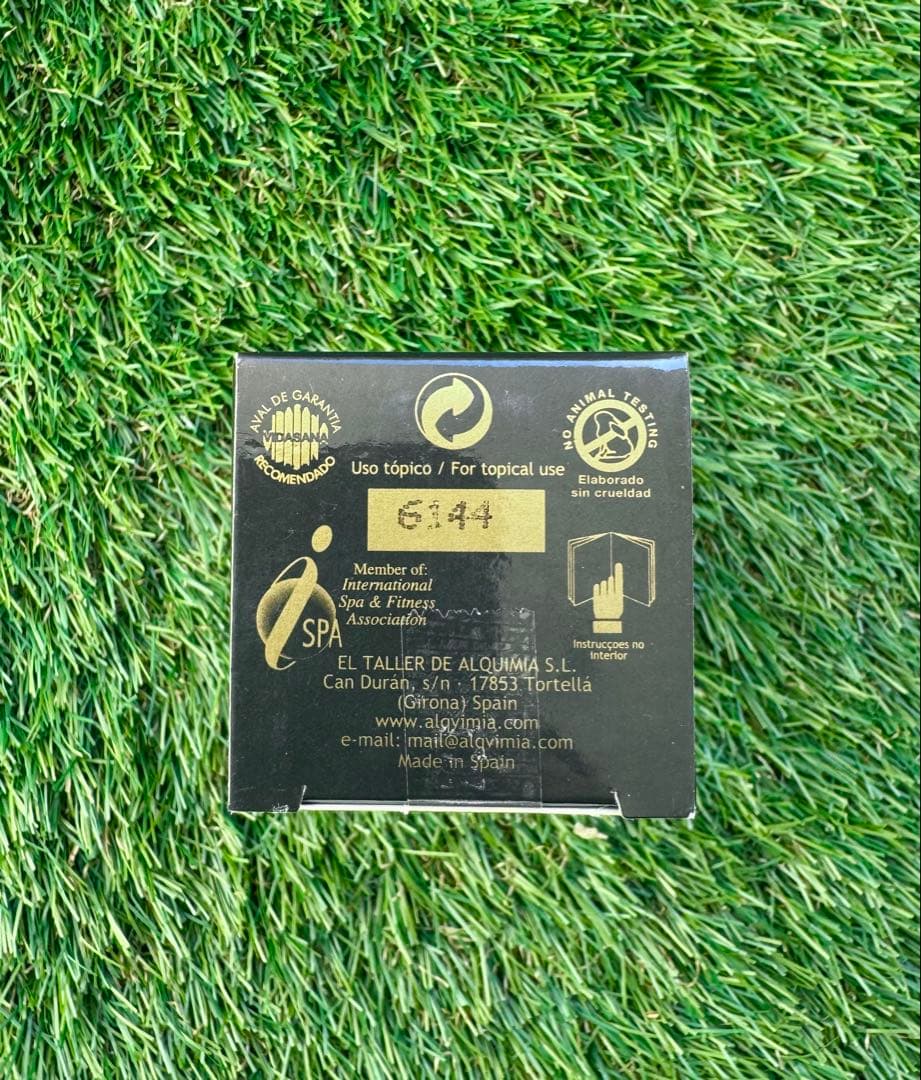 AVAL DE GARANTIA
VIDASANA
RECOMENDADO
NO ANIMAL TESTING
Elaborado
sin crueldad
Uso tópico / For topical use
6144
Member of:
International
Spa & Fitness
Association
iSPA
Instrucçoes no
interior
EL TALLER DE ALQUIMIA S.L.
Can Durán, s/n · 17853 Tortellá
(Girona) Spain
www.alqvimia.com
e-mail: mail@alqvimia.com
Made in Spain